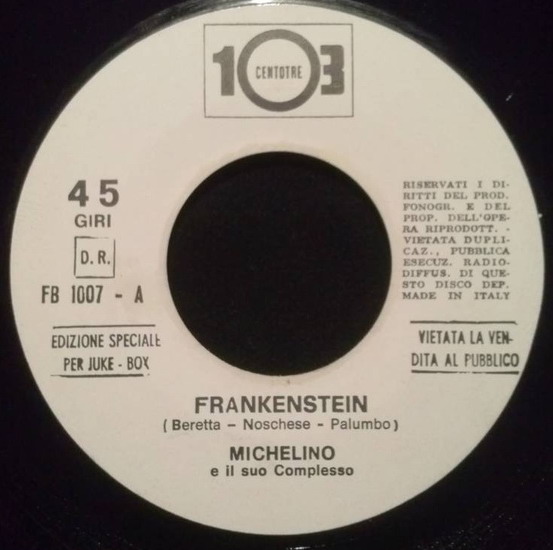 103
CENTOTRE
45
GIRI
D. R.
FB 1007 - A
EDIZIONE SPECIALE
PER JUKE - BOX
RISERVATI I DI-
RITTI DEL PROD.
FONOGR. E DEL
PROP. DELL'OPE-
RA RIPRODOTT. -
VIETATA DUPLI-
CAZ., PUBBLICA
ESECUZ. RADIO-
DIFFUS. DI QUE-
STO DISCO DEP.
MADE IN ITALY
VIETATA LA VEN-
DITA AL PUBBLICO
FRANKENSTEIN
(Beretta - Noschese - Palumbo)
MICHELINO
e il suo Complesso